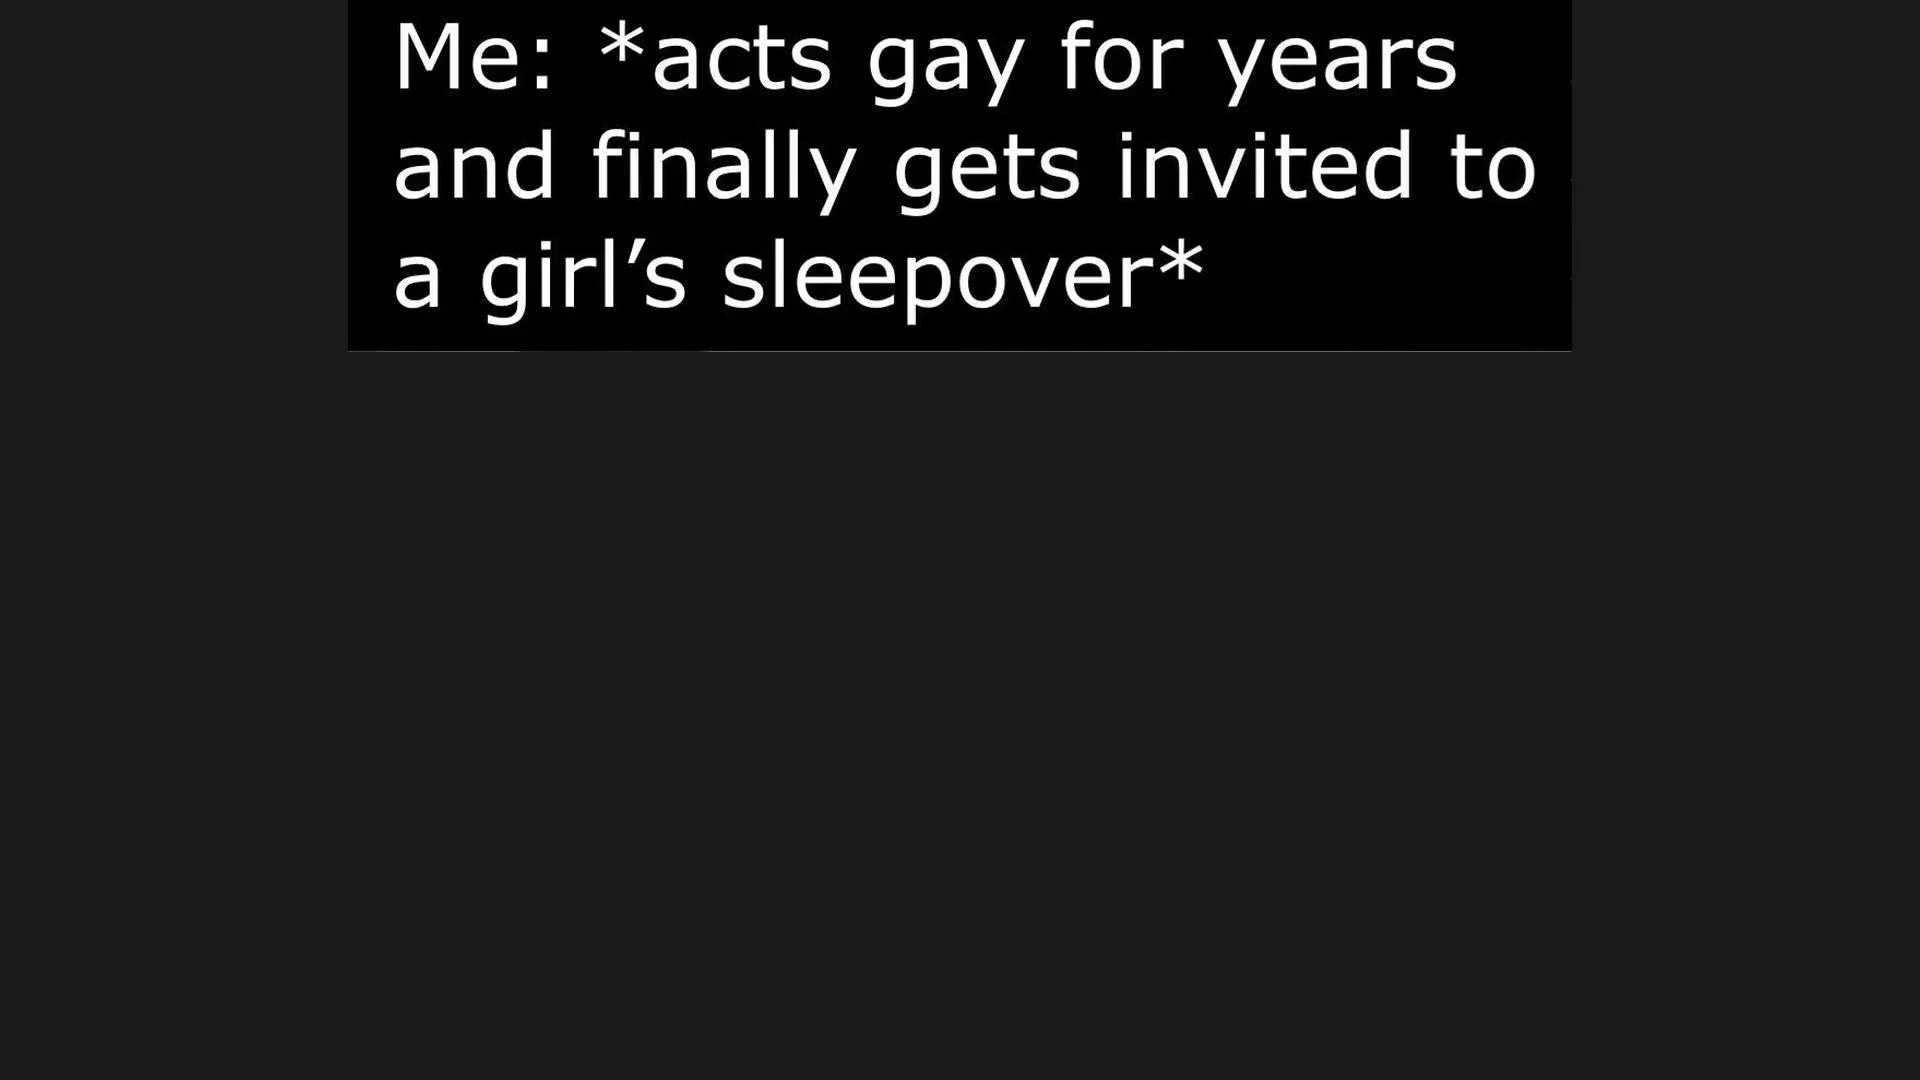 Me: *acts gay for years
and finally gets invited to
a girl’s sleepover*